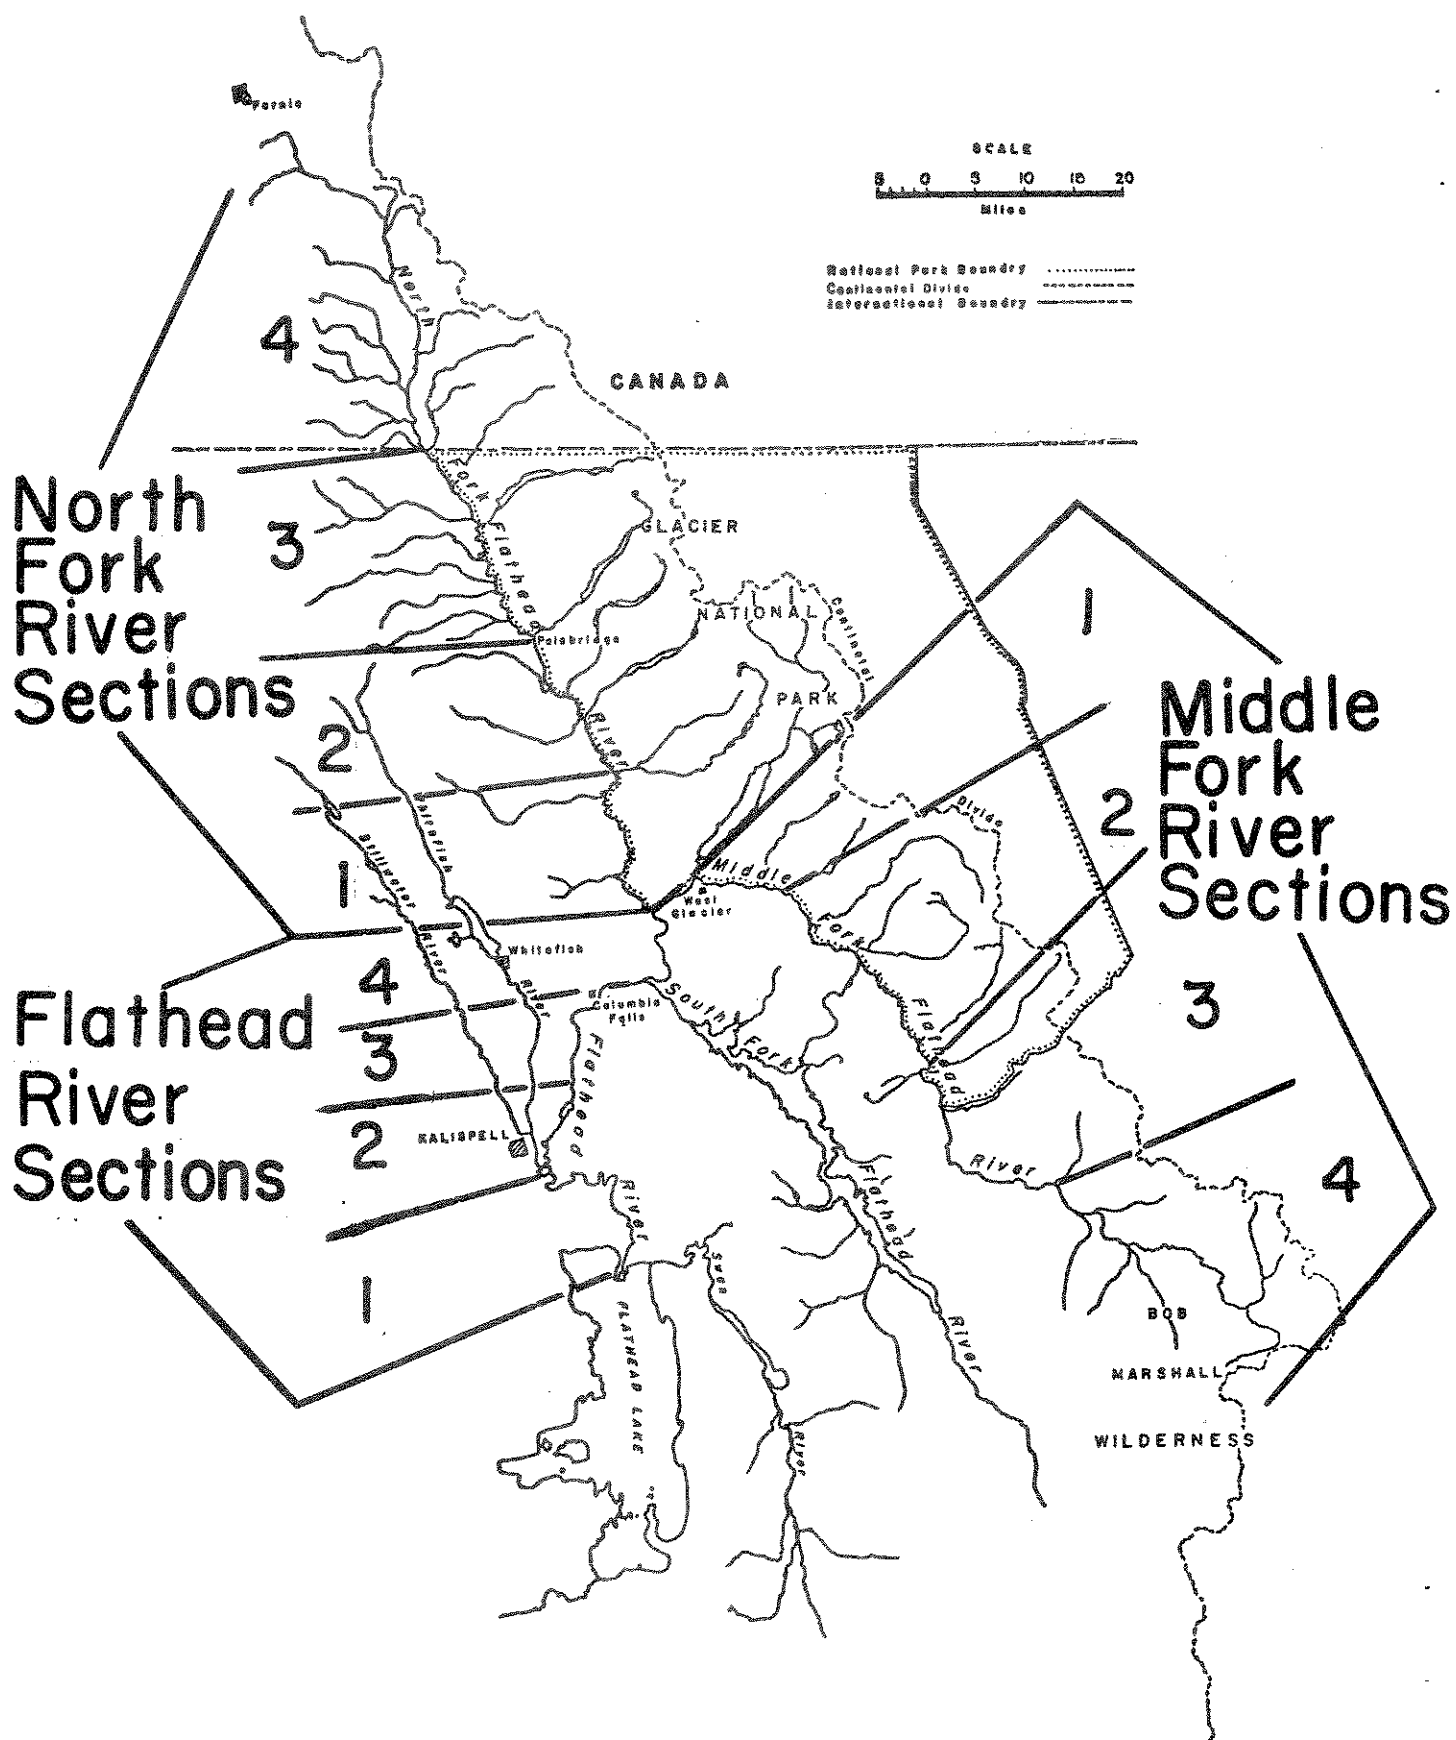 Fernie
SCALE
5 0 5 10 15 20
Miles
National Park Boundry
Continental Divide
International Boundry
North
4
CANADA
North
Fork
River
Sections
3
Fork
Flathead
GLACIER
NATIONAL
Continental
Polebridge
PARK
1
2
River
Middle
Fork
River
Sections
2
Divide
Whitefish
Stillwater
1
Middle
West
Glacier
Fork
River
Whitefish
River
4
Columbia
Falls
South
Fork
Flathead
3
Flathead
River
Sections
3
Flathead
2
KALISPELL
River
4
Flathead
River
Swan
1
FLATHEAD LAKE
River
BOB
MARSHALL
WILDERNESS
River